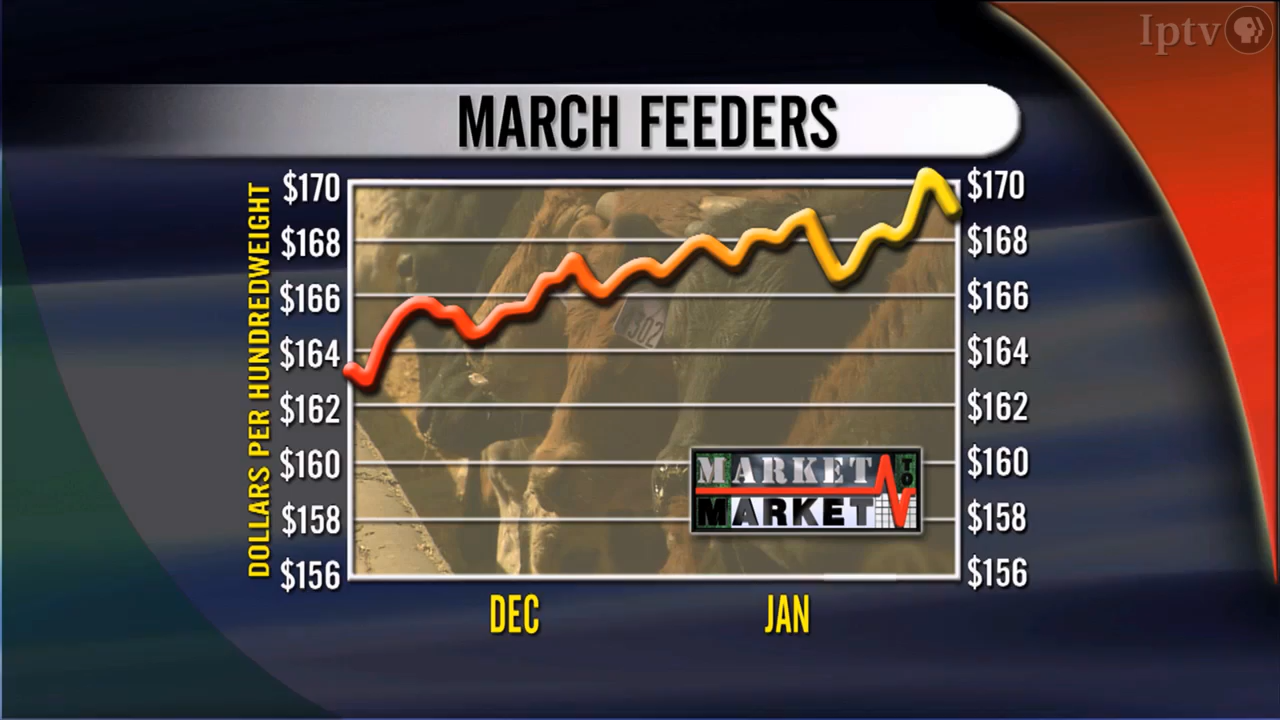 Iptv
MARCH FEEDERS
DOLLARS PER HUNDREDWEIGHT
$170 $170
$168 $168
$166 $166
$164 $164
$162 $162
$160 $160
$158 $158
$156 $156
302
MARKET TO
MARKET
DEC JAN